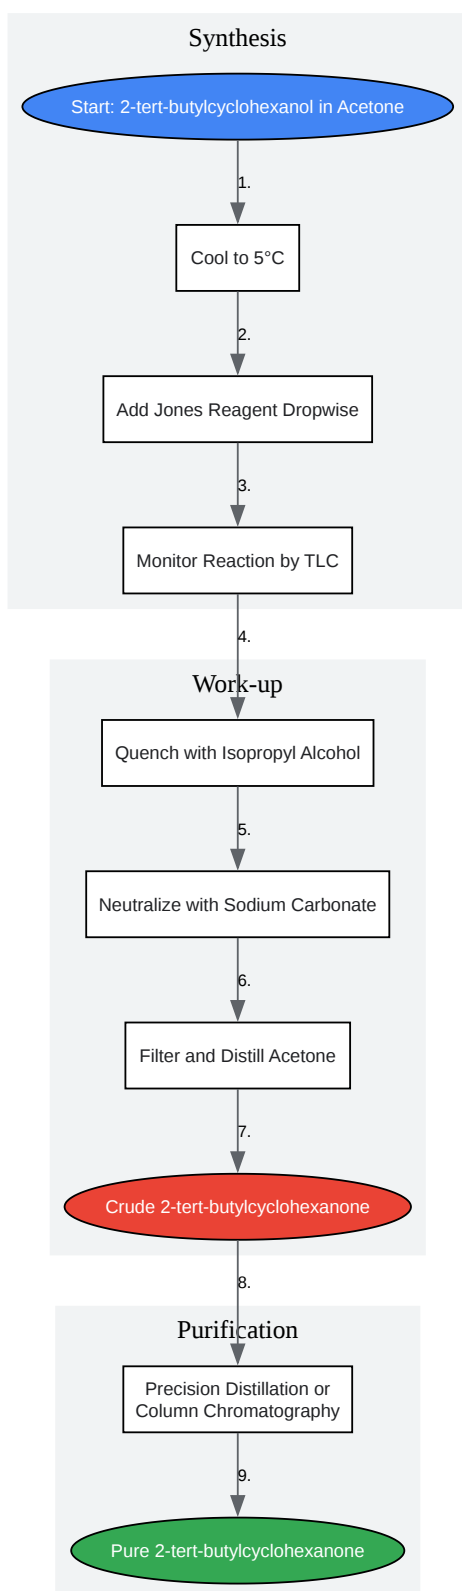 Synthesis
Start: 2-tert-butylcyclohexanol in Acetone
1.
Cool to 5°C
2.
Add Jones Reagent Dropwise
3.
Monitor Reaction by TLC
4.
Work-up
Quench with Isopropyl Alcohol
5.
Neutralize with Sodium Carbonate
6.
Filter and Distill Acetone
7.
Crude 2-tert-butylcyclohexanone
8.
Purification
Precision Distillation or
Column Chromatography
9.
Pure 2-tert-butylcyclohexanone